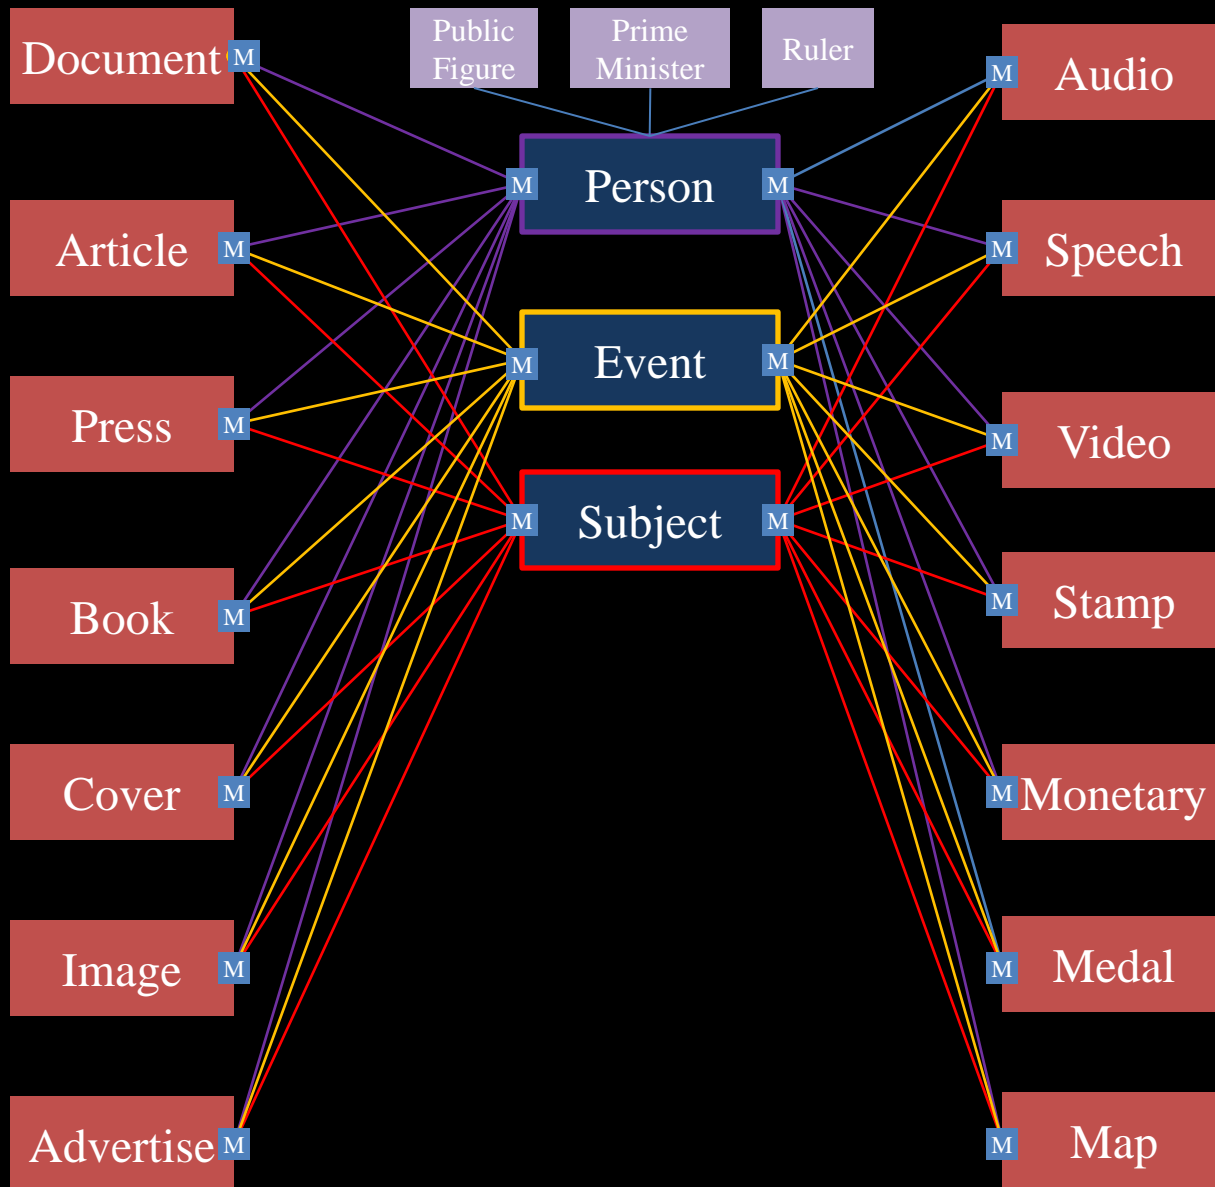 Public
Figure
Prime
Minister
Ruler
Document
M
M
Audio
M
Person
M
Article
M
M
Speech
M
Event
M
Press
M
M
Video
M
Subject
M
Book
M
M
Stamp
Cover
M
M
Monetary
Image
M
M
Medal
Advertise
M
M
Map